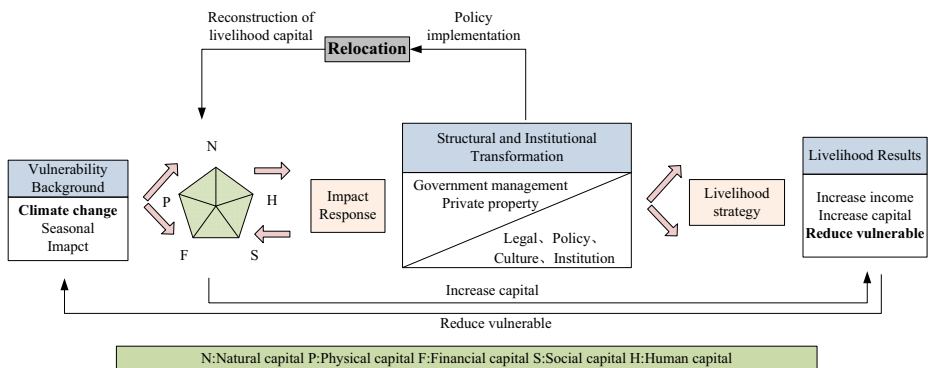 Reconstruction of
livelihood capital
Policy
implementation
Relocation
N
P
H
F
S
Vulnerability
Background
Climate change
Seasonal
Imapct
Impact
Response
Structural and Institutional
Transformation
Government management
Private property
Legal、Policy、
Culture、Institution
Livelihood
strategy
Livelihood Results
Increase income
Increase capital
Reduce vulnerable
Increase capital
Reduce vulnerable
N:Natural capital P:Physical capital F:Financial capital S:Social capital H:Human capital